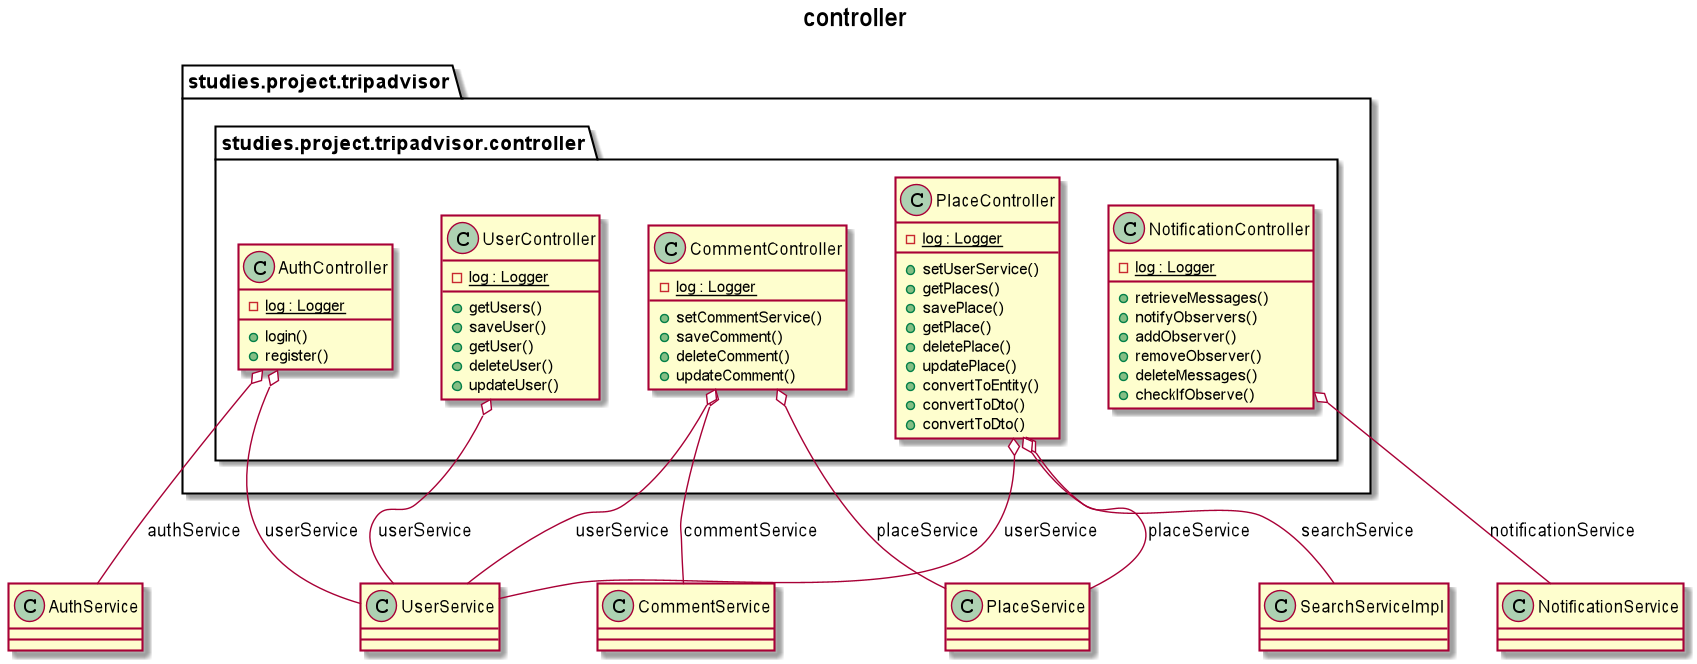 controller
studies.project.tripadvisor
studies.project.tripadvisor.controller
C AuthController
log : Logger
login()
register()
C UserController
log : Logger
getUsers()
saveUser()
getUser()
deleteUser()
updateUser()
C CommentController
log : Logger
setCommentService()
saveComment()
deleteComment()
updateComment()
C PlaceController
log : Logger
setUserService()
getPlaces()
savePlace()
getPlace()
deletePlace()
updatePlace()
convertToEntity()
convertToDto()
convertToDto()
C NotificationController
log : Logger
retrieveMessages()
notifyObservers()
addObserver()
removeObserver()
deleteMessages()
checkIfObserve()
authService
userService
userService
userService
commentService
placeService
userService
placeService
searchService
notificationService
C AuthService
C UserService
C CommentService
C PlaceService
C SearchServiceImpl
C NotificationService